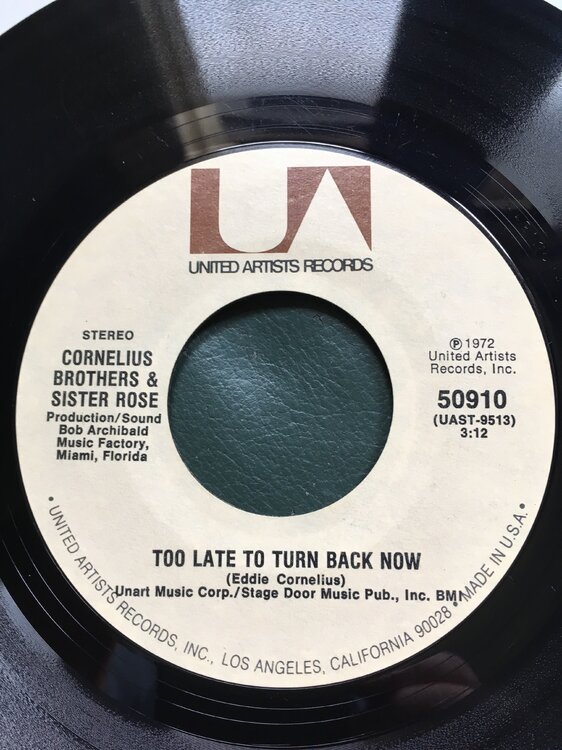 UA
UNITED ARTISTS RECORDS
STEREO
CORNELIUS
BROTHERS &
SISTER ROSE
Production/Sound
Bob Archibald
Music Factory,
Miami, Florida
℗ 1972
United Artists
Records, Inc.
50910
(UAST-9513)
3:12
TOO LATE TO TURN BACK NOW
(Eddie Cornelius)
Unart Music Corp./Stage Door Music Pub., Inc. BMI
• UNITED ARTISTS RECORDS, INC., LOS ANGELES, CALIFORNIA 90028 • MADE IN U.S.A. •